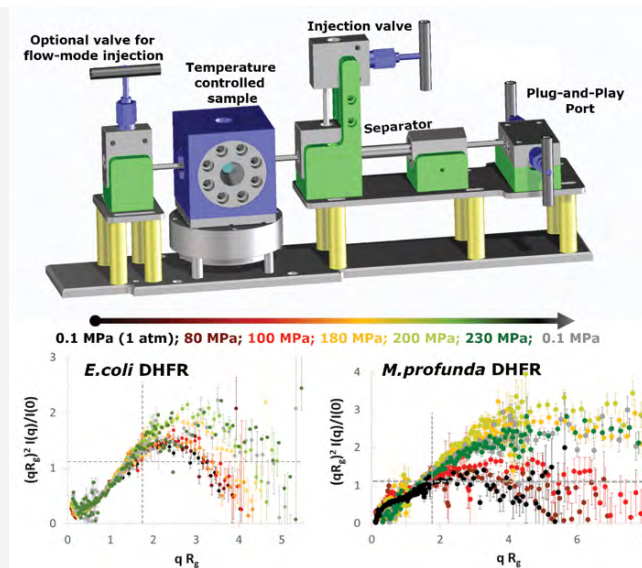 Optional valve for
flow-mode injection
Temperature
controlled
sample
Injection valve
Separator
Plug-and-Play
Port
0.1 MPa (1 atm); 80 MPa; 100 MPa; 180 MPa; 200 MPa; 230 MPa; 0.1 MPa
E.coli DHFR
(qRg)² I(q)/I(0)
3
2
1
0
0 1 2 3 4 5
q Rg
M.profunda DHFR
(qRg)² I(q)/I(0)
4
3
2
1
0
0 2 4 6
q Rg